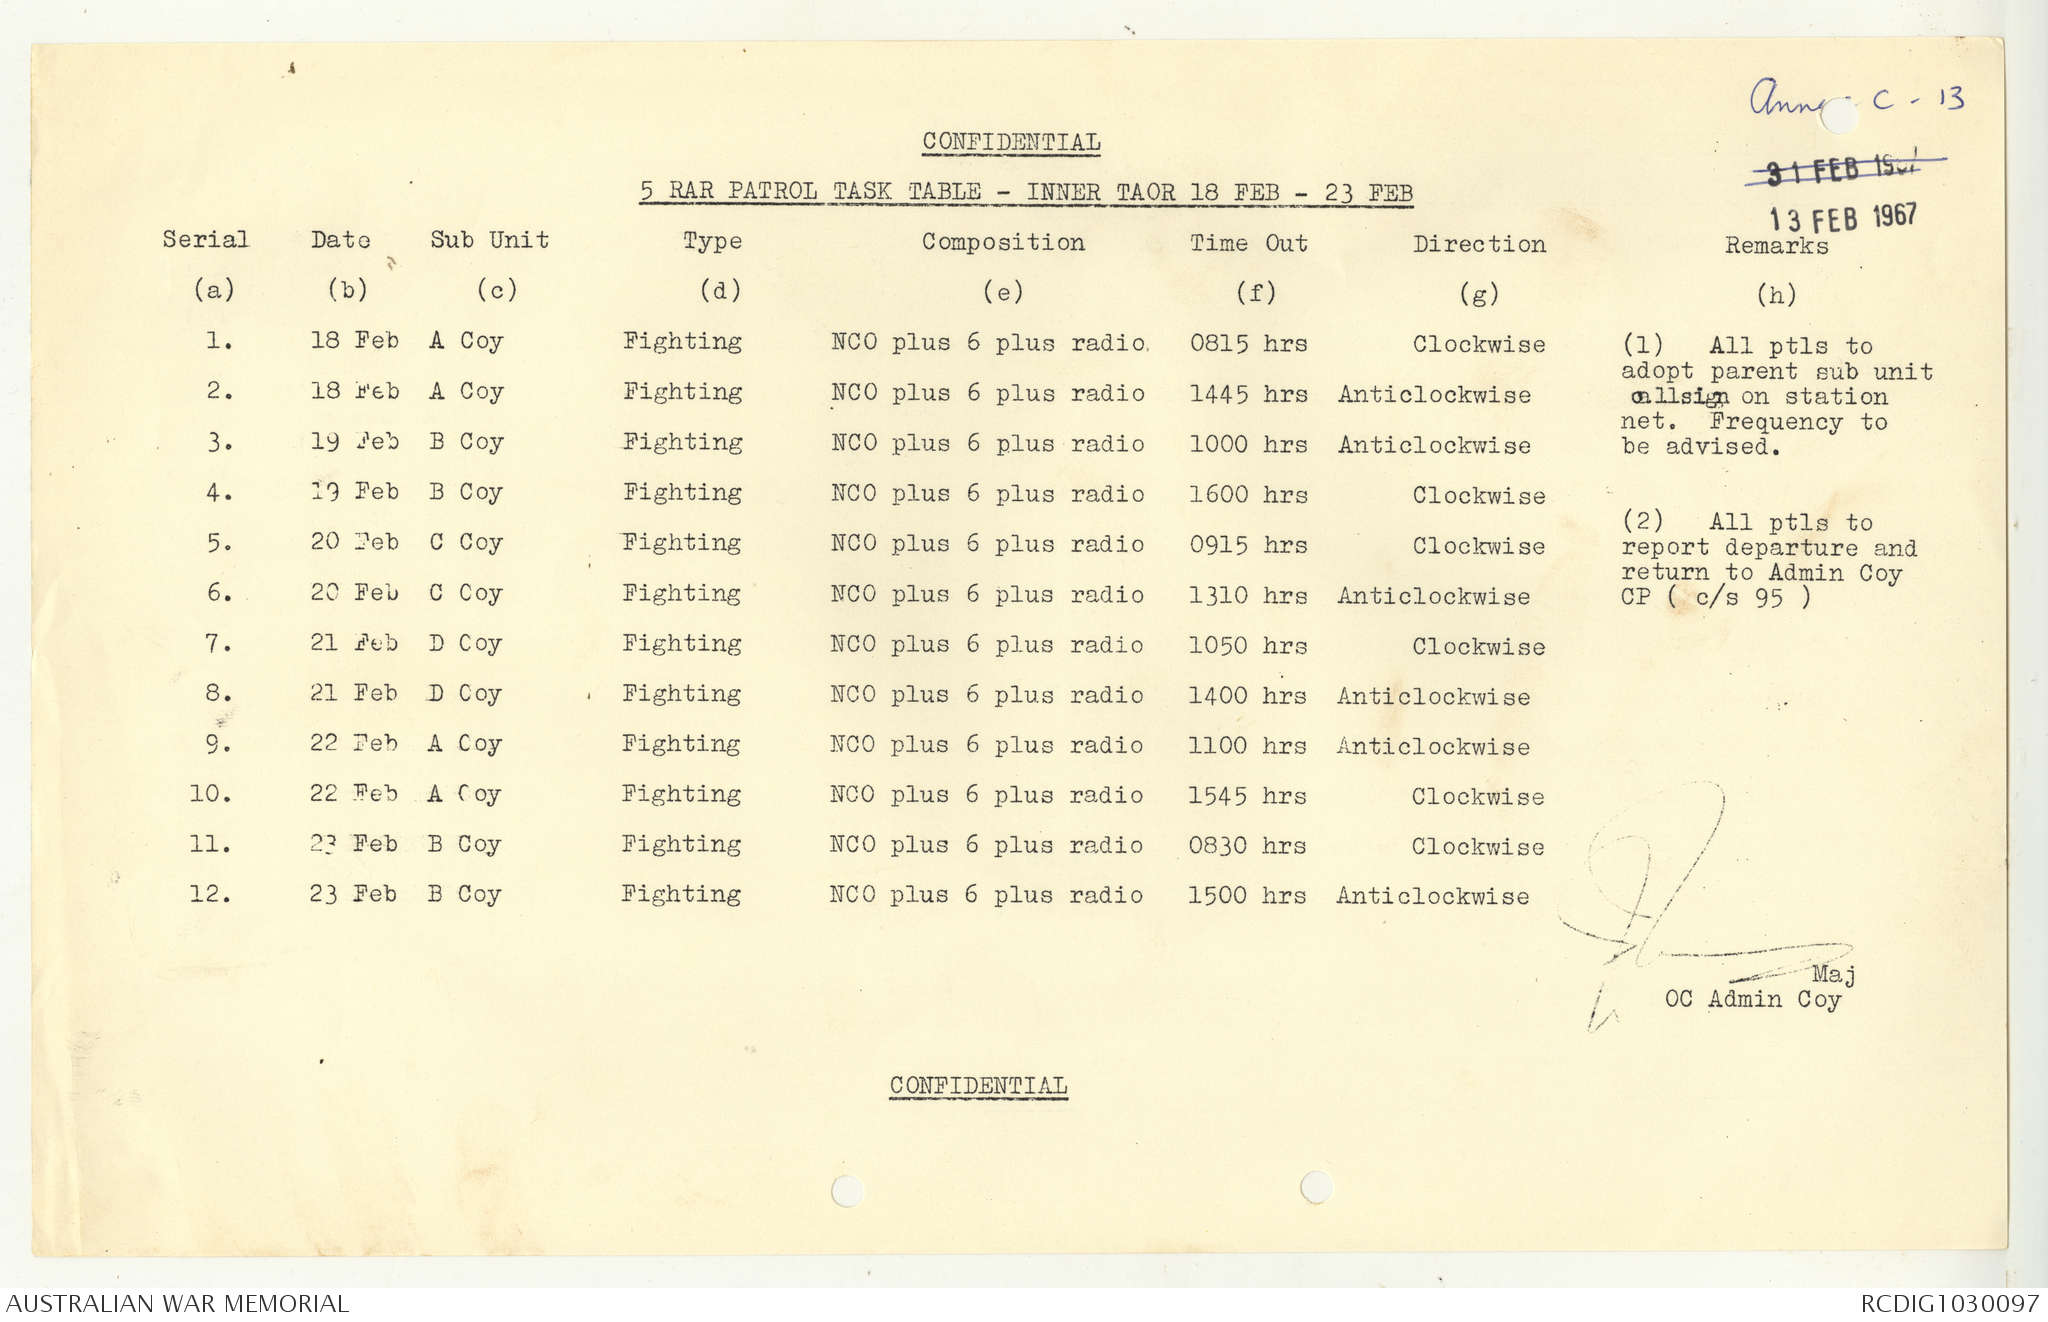 Annex C - 13
CONFIDENTIAL
31 FEB 1967
5 RAR PATROL TASK TABLE - INNER TAOR 18 FEB - 23 FEB
13 FEB 1967
Serial Date Sub Unit Type Composition Time Out Direction Remarks
(a) (b) (c) (d) (e) (f) (g) (h)
1. 18 Feb A Coy Fighting NCO plus 6 plus radio. 0815 hrs Clockwise
2. 18 Feb A Coy Fighting NCO plus 6 plus radio 1445 hrs Anticlockwise
3. 19 Feb B Coy Fighting NCO plus 6 plus radio 1000 hrs Anticlockwise
4. 19 Feb B Coy Fighting NCO plus 6 plus radio 1600 hrs Clockwise
5. 20 Feb C Coy Fighting NCO plus 6 plus radio 0915 hrs Clockwise
6. 20 Feb C Coy Fighting NCO plus 6 plus radio 1310 hrs Anticlockwise
7. 21 Feb D Coy Fighting NCO plus 6 plus radio 1050 hrs Clockwise
8. 21 Feb D Coy Fighting NCO plus 6 plus radio 1400 hrs Anticlockwise
9. 22 Feb A Coy Fighting NCO plus 6 plus radio 1100 hrs Anticlockwise
10. 22 Feb A Coy Fighting NCO plus 6 plus radio 1545 hrs Clockwise
11. 23 Feb B Coy Fighting NCO plus 6 plus radio 0830 hrs Clockwise
12. 23 Feb B Coy Fighting NCO plus 6 plus radio 1500 hrs Anticlockwise
(1) All ptls to
adopt parent sub unit
callsign on station
net. Frequency to
be advised.
(2) All ptls to
report departure and
return to Admin Coy
CP ( c/s 95 )
Maj
OC Admin Coy
CONFIDENTIAL
AUSTRALIAN WAR MEMORIAL
RCDIG1030097